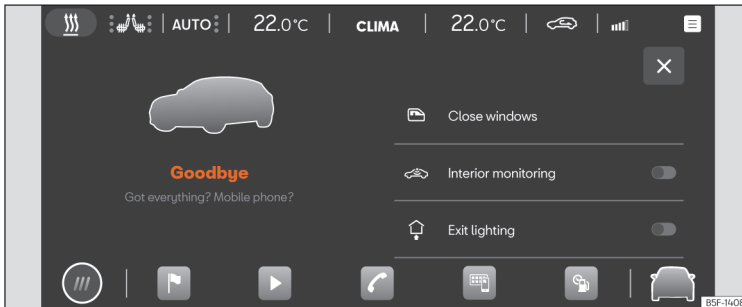 AUTO 22.0°C CLIMA 22.0°C
Close windows
Goodbye
Interior monitoring
Got everything? Mobile phone?
Exit lighting
B5F-1408